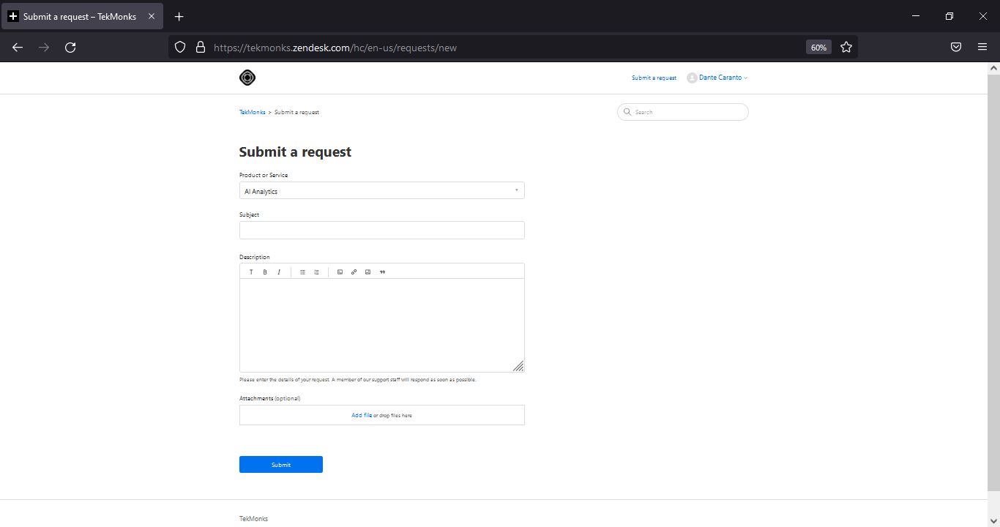 Submit a request – TekMonks
https://tekmonks.zendesk.com/hc/en-us/requests/new
60%
Submit a request
Dante Caranto
TekMonks > Submit a request
Search
Submit a request
Product or Service
AI Analytics
Subject
Description
T B I
Please enter the details of your request. A member of our support staff will respond as soon as possible.
Attachments (optional)
Add file or drop files here
Submit
TekMonks